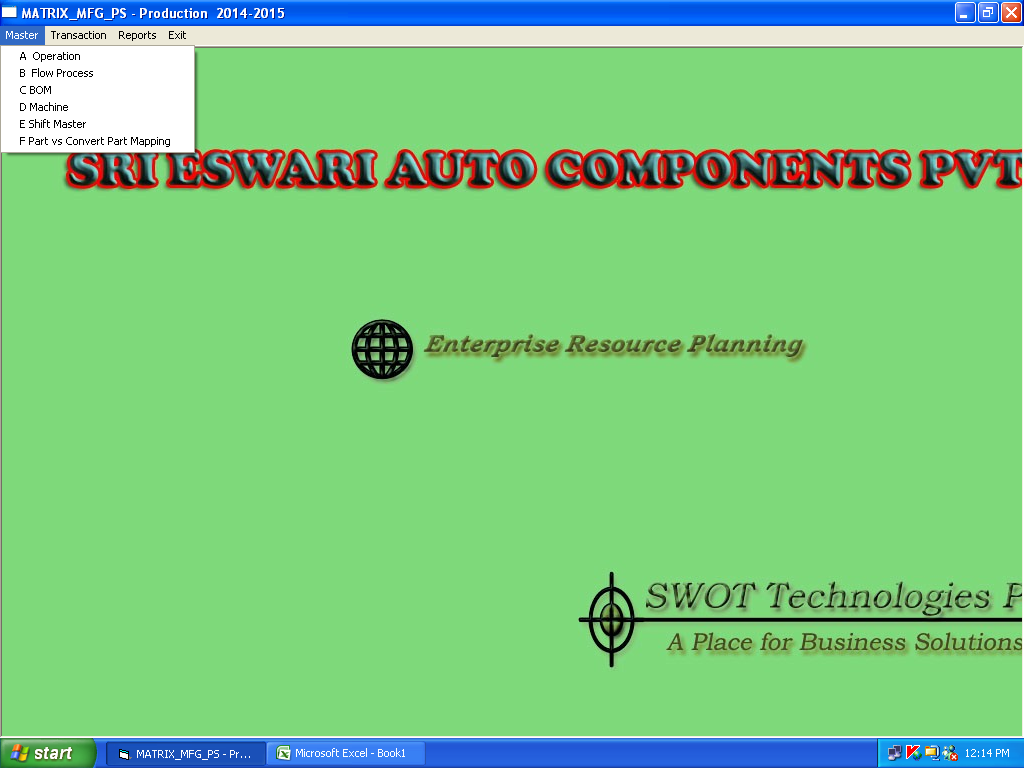 MATRIX_MFG_PS - Production 2014-2015
Master Transaction Reports Exit
A Operation
B Flow Process
C BOM
D Machine
E Shift Master
F Part vs Convert Part Mapping
SRI ESWARI AUTO COMPONENTS PVT
Enterprise Resource Planning
SWOT Technologies P
A Place for Business Solutions
start MATRIX_MFG_PS - Pr... Microsoft Excel - Book1 12:14 PM